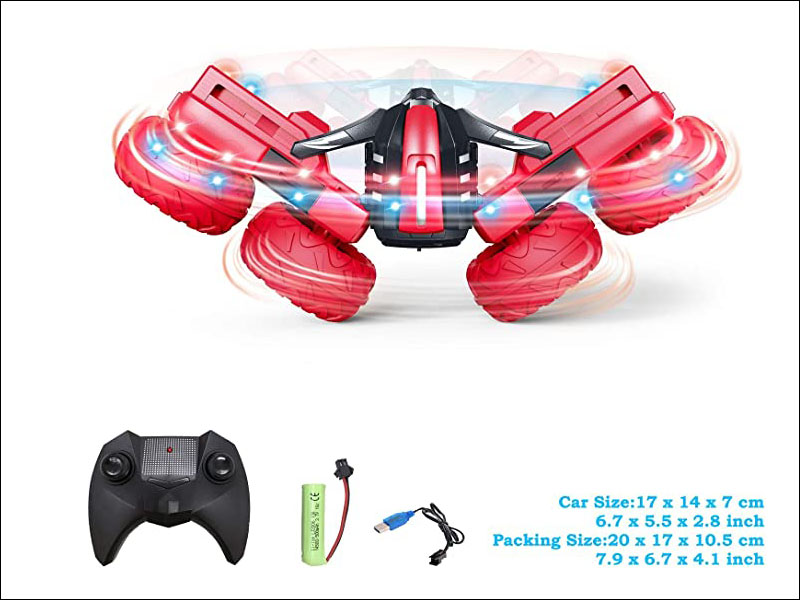 Car Size:17 x 14 x 7 cm
6.7 x 5.5 x 2.8 inch
Packing Size:20 x 17 x 10.5 cm
7.9 x 6.7 x 4.1 inch
CE